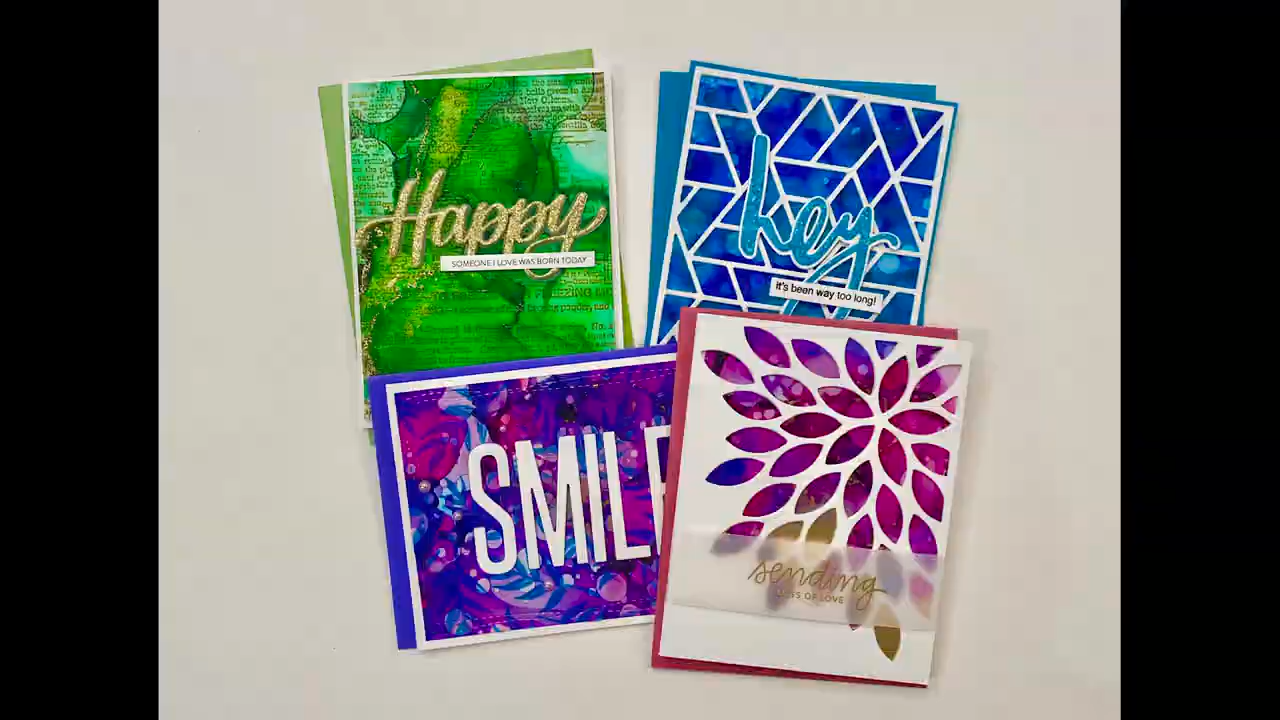 Happy
SOMEONE I LOVE WAS BORN TODAY
hey
it's been way too long!
SMILE
sending
LOTS OF LOVE